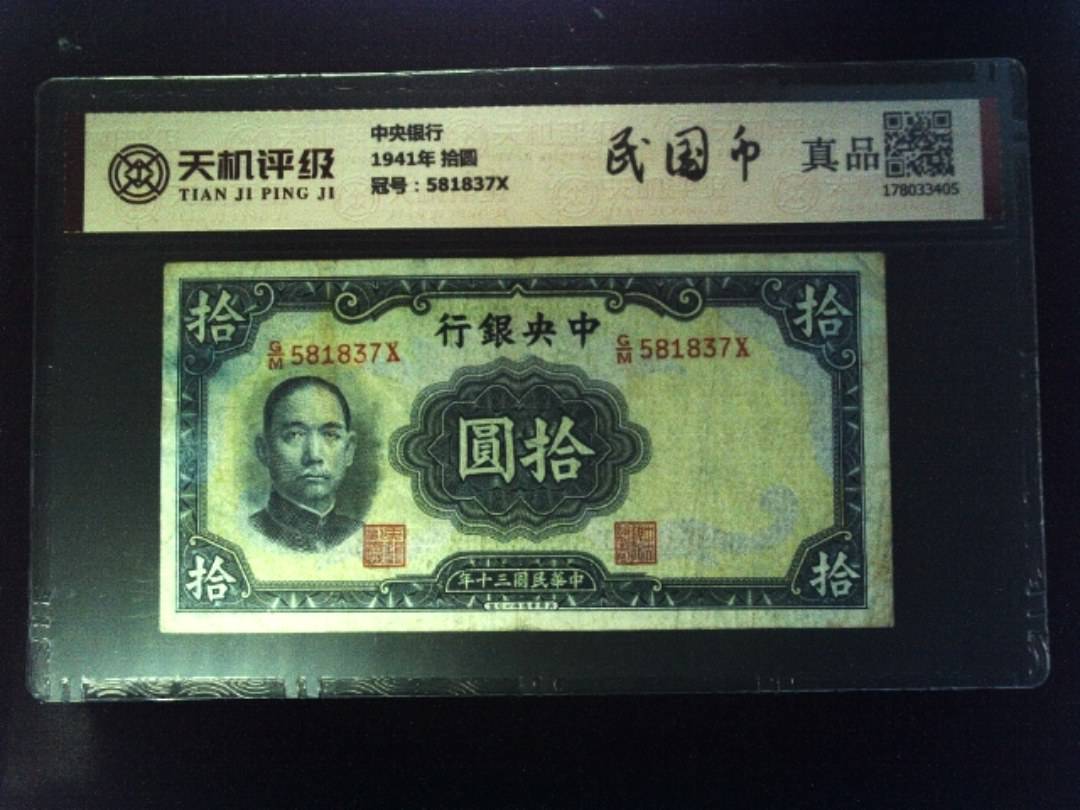 天机评级
TIAN JI PING JI
中央银行
1941年 拾圆
冠号：581837X
民国币
真品
178033405
拾
拾
行銀央中
G/M 581837X
G/M 581837X
圓拾
拾
拾
年十三國民華中